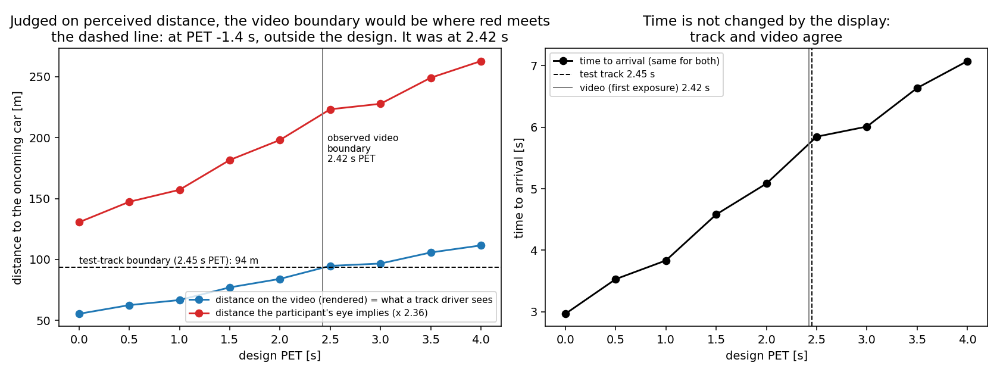 Judged on perceived distance, the video boundary would be where red meets
the dashed line: at PET -1.4 s, outside the design. It was at 2.42 s
distance to the oncoming car [m]
250
200
150
100
50
observed video
boundary
2.42 s PET
test-track boundary (2.45 s PET): 94 m
distance on the video (rendered) = what a track driver sees
distance the participant's eye implies (x 2.36)
0.0 0.5 1.0 1.5 2.0 2.5 3.0 3.5 4.0
design PET [s]
Time is not changed by the display:
track and video agree
time to arrival [s]
7
6
5
4
3
time to arrival (same for both)
test track 2.45 s
video (first exposure) 2.42 s
0.0 0.5 1.0 1.5 2.0 2.5 3.0 3.5 4.0
design PET [s]